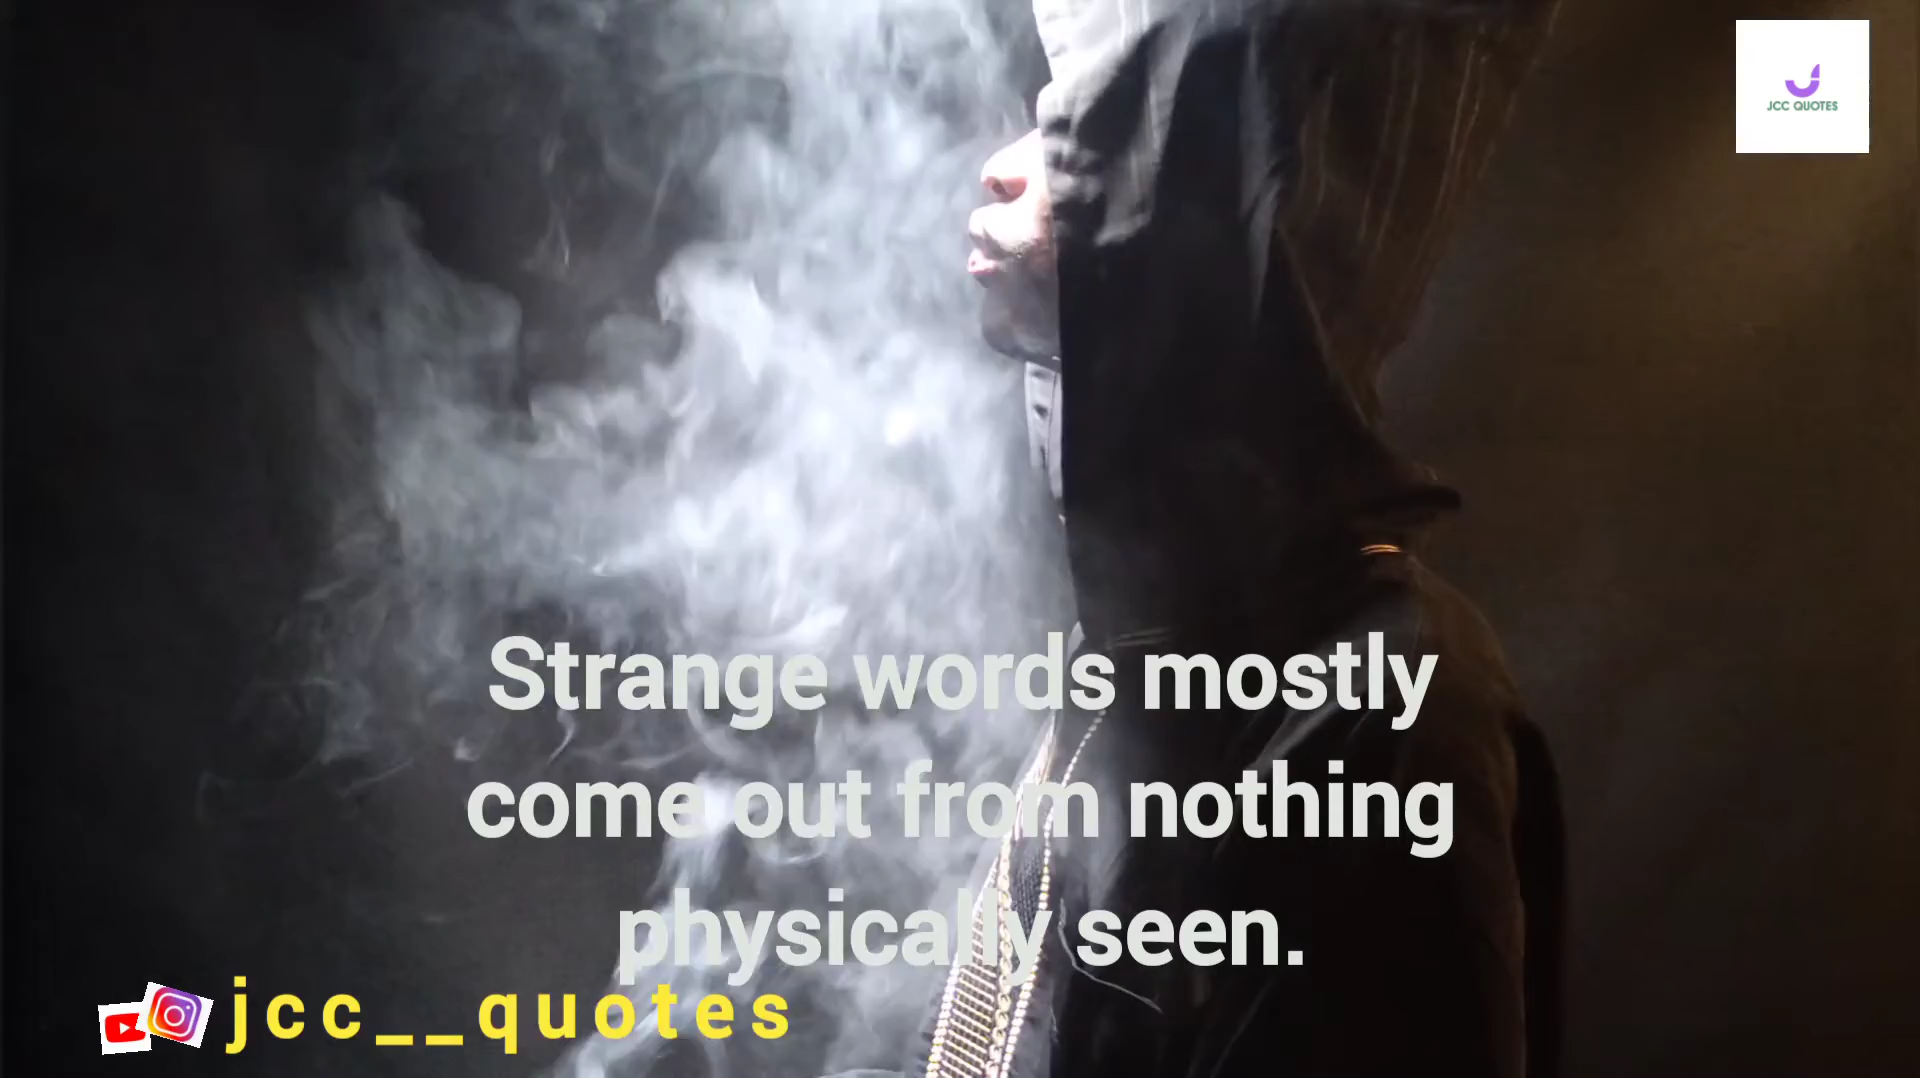 JCC QUOTES
Strange words mostly
come out from nothing
physically seen.
jcc__quotes